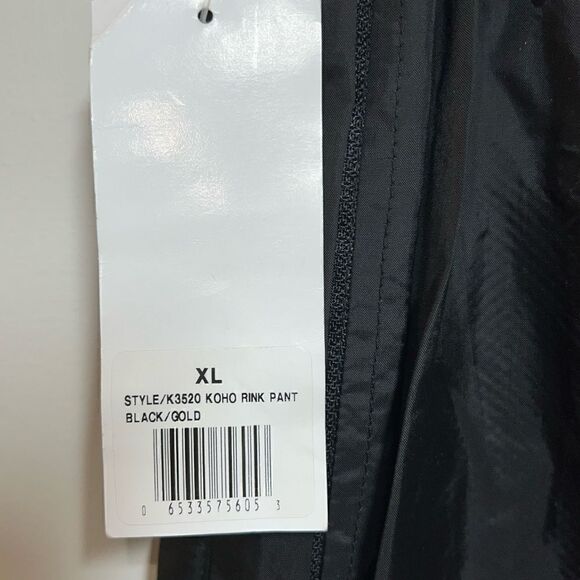 XL
STYLE/K3520 KOHO RINK PANT
BLACK/GOLD
0 6533575605 3